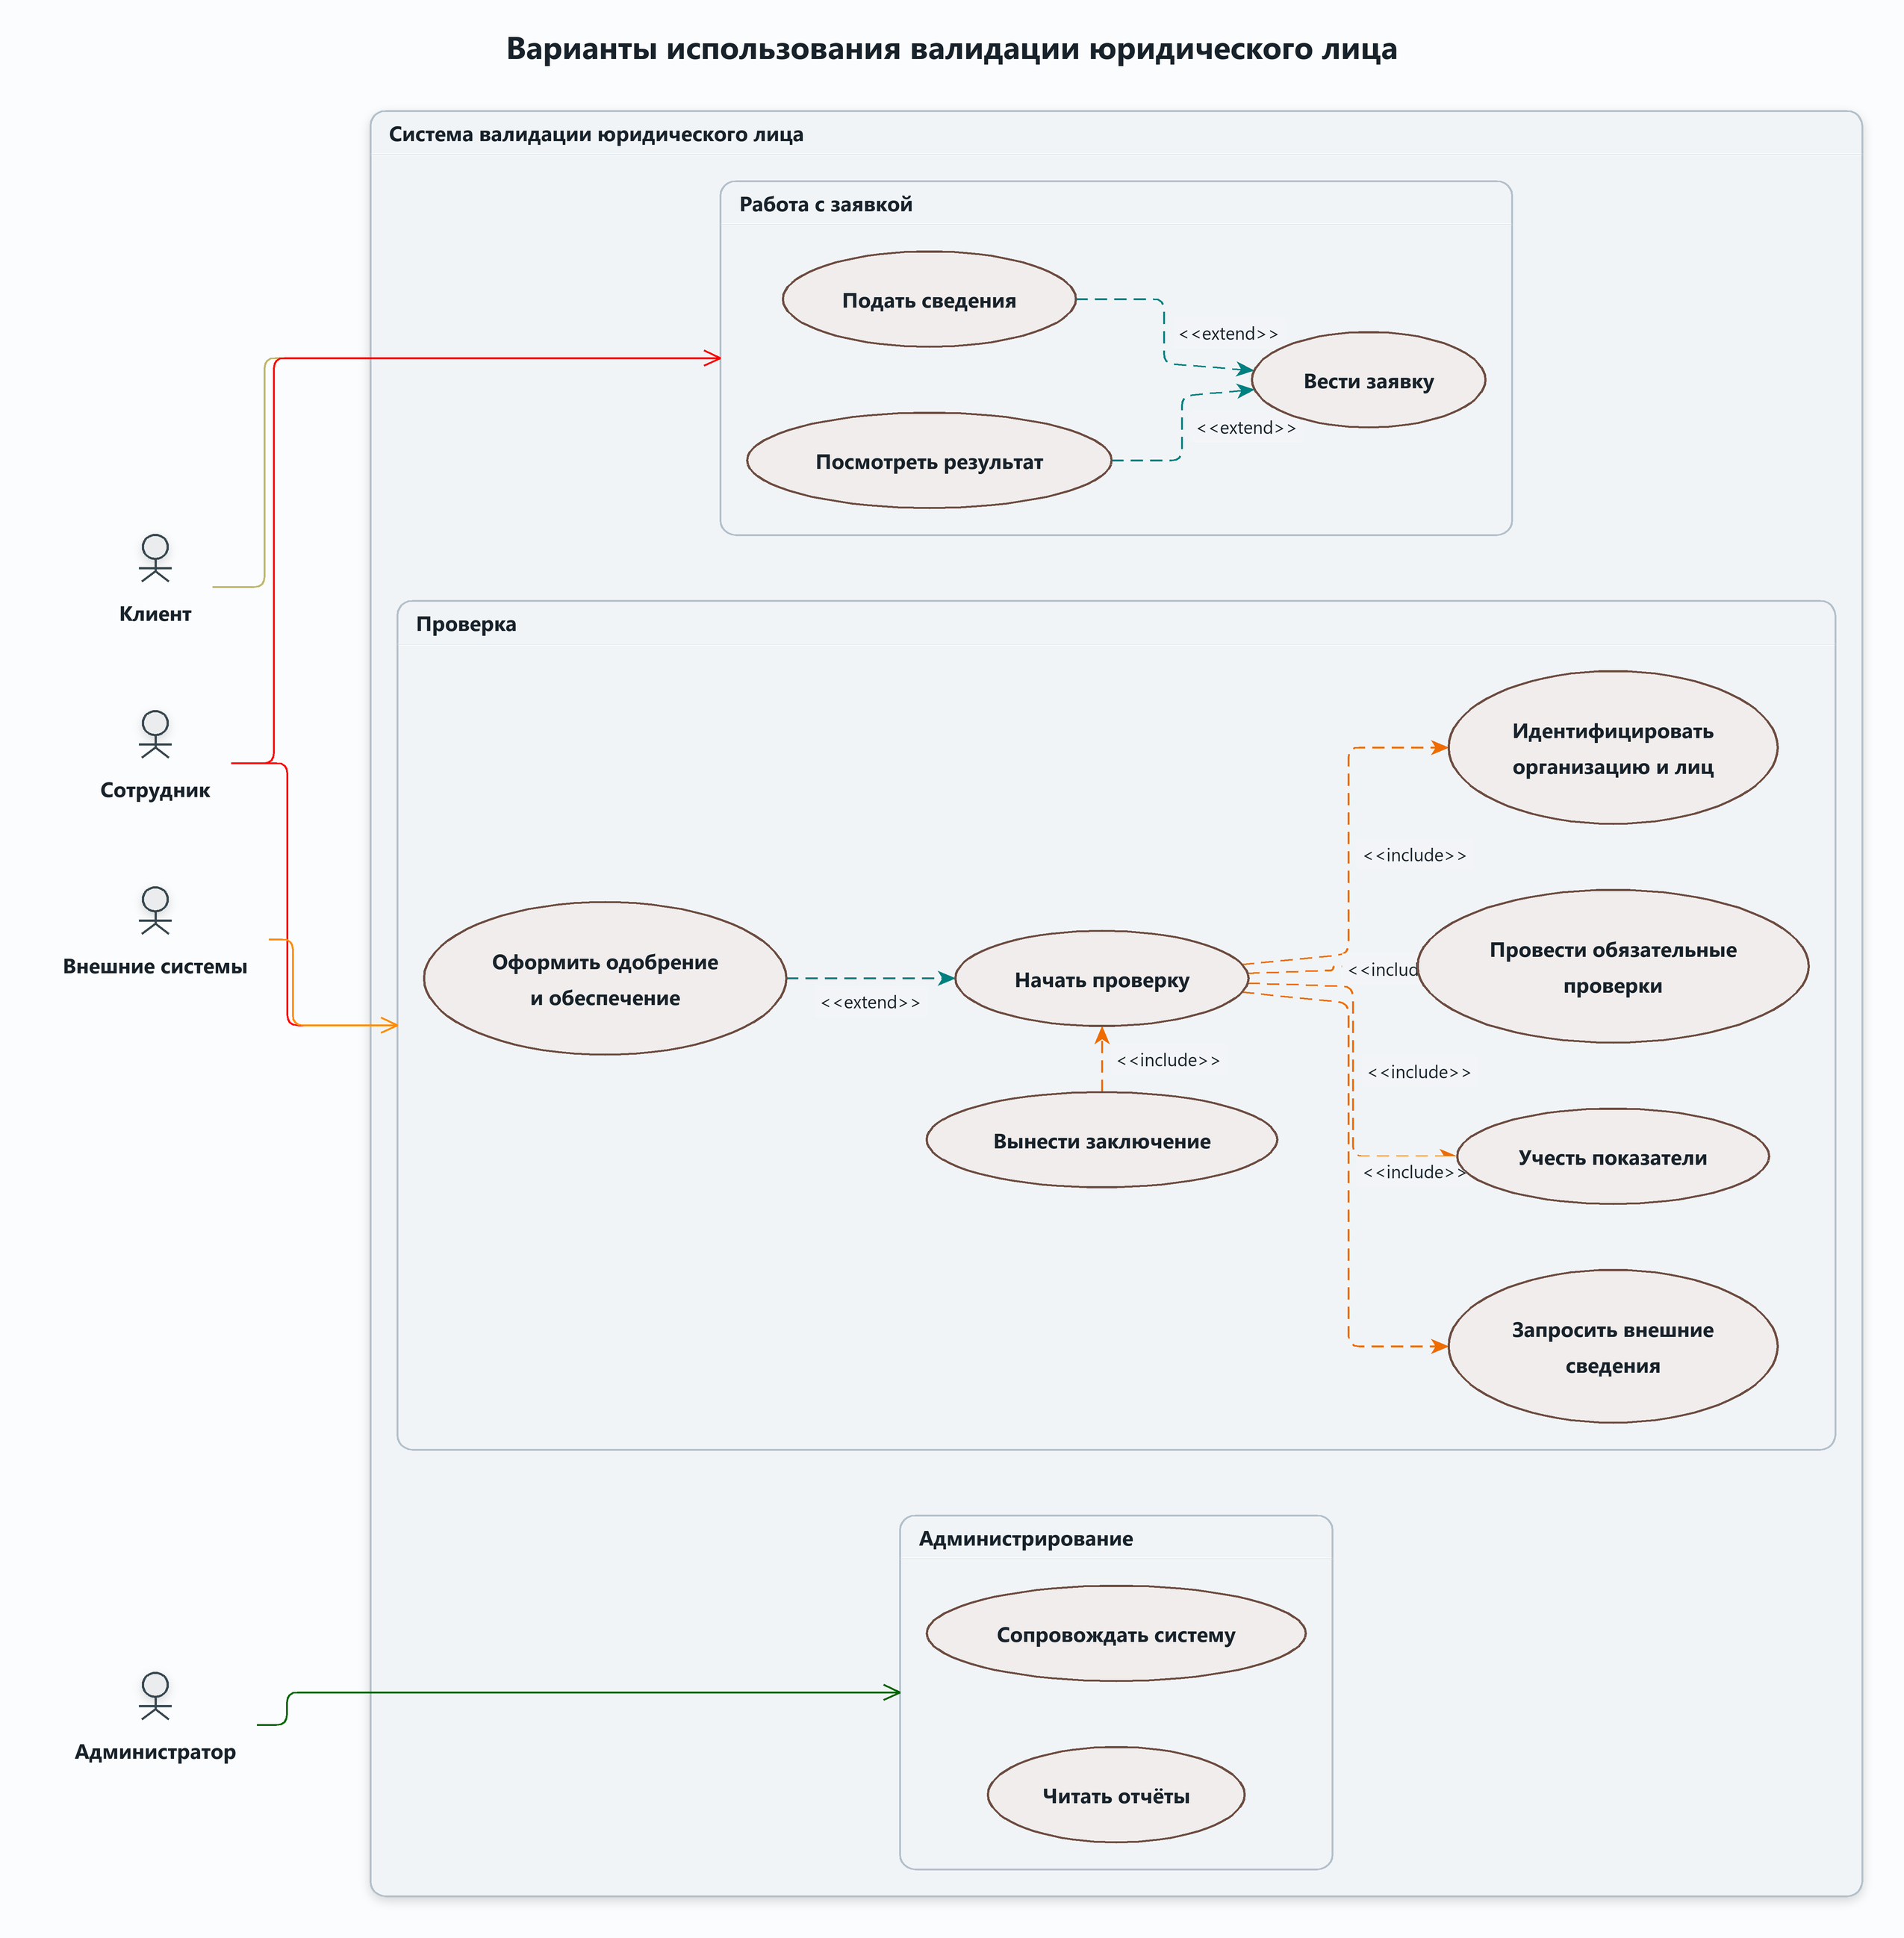 Варианты использования валидации юридического лица
Система валидации юридического лица
Работа с заявкой
Подать сведения
<<extend>>
Вести заявку
<<extend>>
Посмотреть результат
Клиент
Проверка
Идентифицировать
организацию и лиц
Сотрудник
<<include>>
Внешние системы
Оформить одобрение
и обеспечение
<<extend>>
Начать проверку
<<includ
Провести обязательные
проверки
<<include>>
<<include>>
Вынести заключение
Учесть показатели
<<include>>
Запросить внешние
сведения
Администрирование
Сопровождать систему
Администратор
Читать отчёты